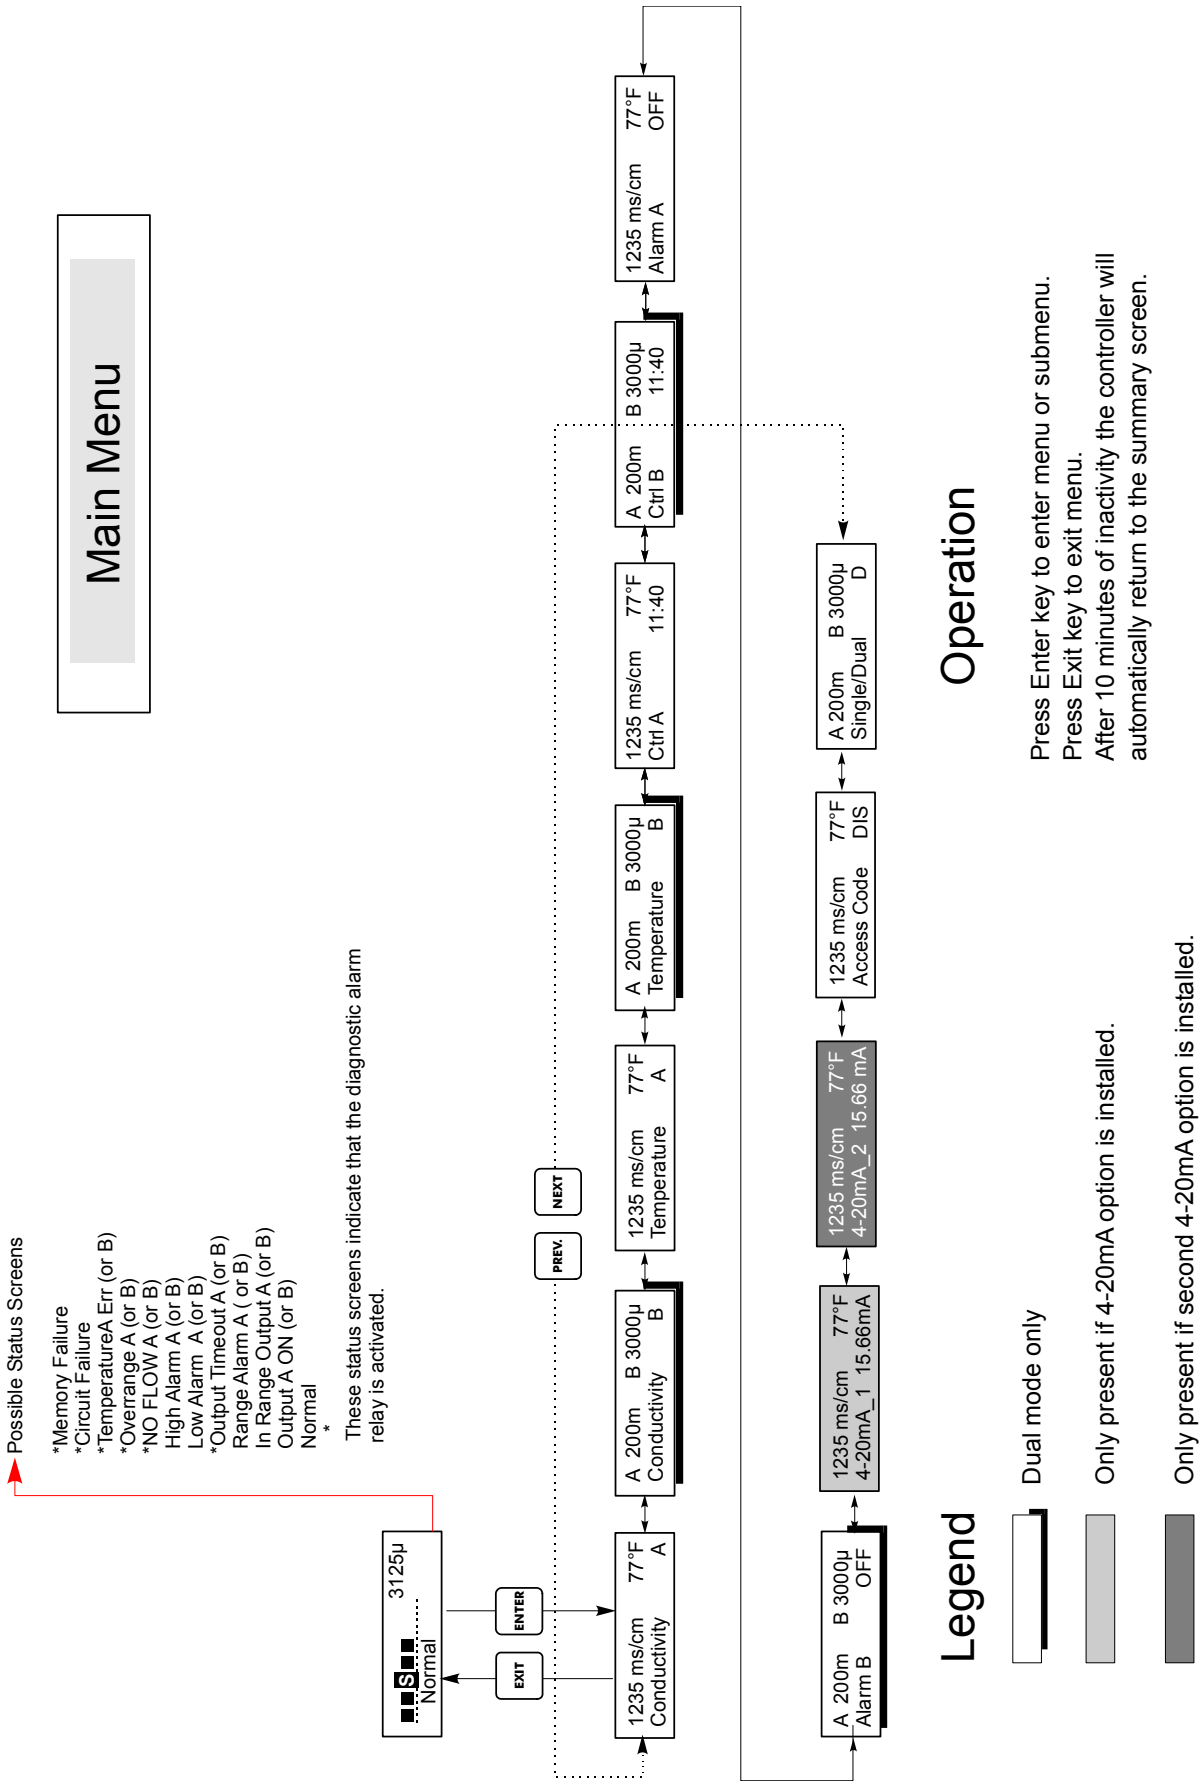 Main Menu
Possible Status Screens
*Memory Failure
*Circuit Failure
*TemperatureA Err (or B)
*Overrange A (or B)
*NO FLOW A (or B)
High Alarm A (or B)
Low Alarm A (or B)
*Output Timeout A (or B)
Range Alarm A ( or B)
In Range Output A (or B)
Output A ON (or B)
Normal
*
These status screens indicate that the diagnostic alarm
relay is activated.
S 3125µ
Normal
EXIT
ENTER
PREV.
NEXT
1235 ms/cm 77°F
Conductivity A
A 200m B 3000µ
Conductivity B
1235 ms/cm 77°F
Temperature A
A 200m B 3000µ
Temperature B
1235 ms/cm 77°F
Ctrl A 11:40
A 200m B 3000µ
Ctrl B 11:40
1235 ms/cm 77°F
Alarm A OFF
A 200m B 3000µ
Alarm B OFF
1235 ms/cm 77°F
4-20mA_1 15.66mA
1235 ms/cm 77°F
4-20mA_2 15.66 mA
1235 ms/cm 77°F
Access Code DIS
A 200m B 3000µ
Single/Dual D
Legend
Dual mode only
Only present if 4-20mA option is installed.
Only present if second 4-20mA option is installed.
Operation
Press Enter key to enter menu or submenu.
Press Exit key to exit menu.
After 10 minutes of inactivity the controller will
automatically return to the summary screen.